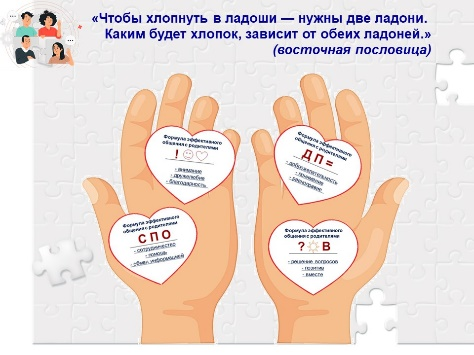 «Чтобы хлопнуть в ладоши — нужны две ладони.
Каким будет хлопок, зависит от обеих ладоней.»
(восточная пословица)
Формула эффективного
общения с родителями
! ☺♡
- внимание
- дружелюбие
- благодарность
Формула эффективного
общения с родителями
Д П =
- доброжелательность
- понимание
- равноправие
Формула эффективного
общения с родителями
С П О
- сотрудничество
- помощь
- обмен информацией
Формула эффективного
общения с родителями
? ☼ В
- решение вопросов
- позитив
- вместе